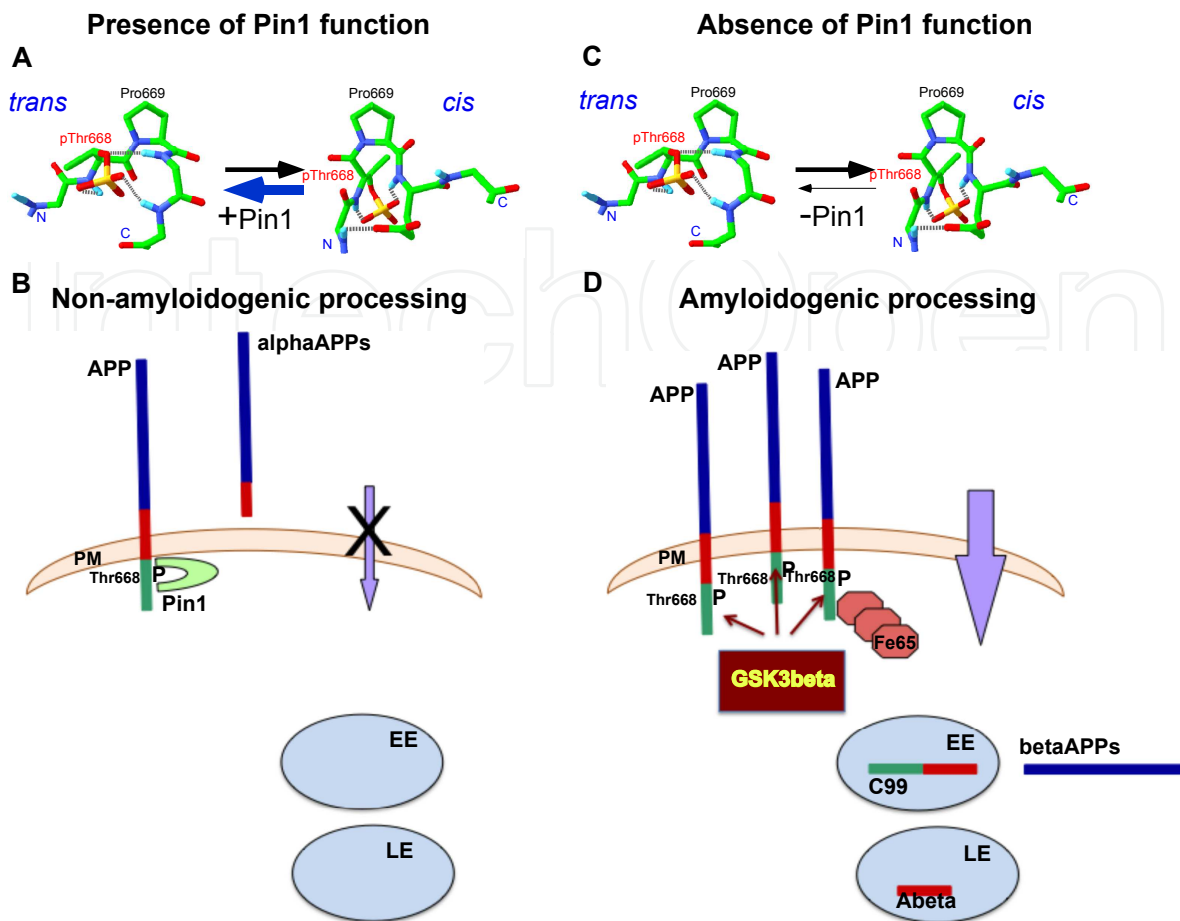 Presence of Pin1 function
A
trans
Pro669
cis
Pro669
pThr668
pThr668
+Pin1
N
C
N
C
Absence of Pin1 function
C
trans
Pro669
cis
Pro669
pThr668
pThr668
-Pin1
N
C
N
C
IntechOpen
B
Non-amyloidogenic processing
APP
alphaAPPs
PM
Thr668
P
Pin1
X
EE
LE
D
Amyloidogenic processing
APP
APP
APP
PM
Thr668
P
Thr668
P
Thr668
P
Fe65
GSK3beta
EE
C99
betaAPPs
LE
Abeta